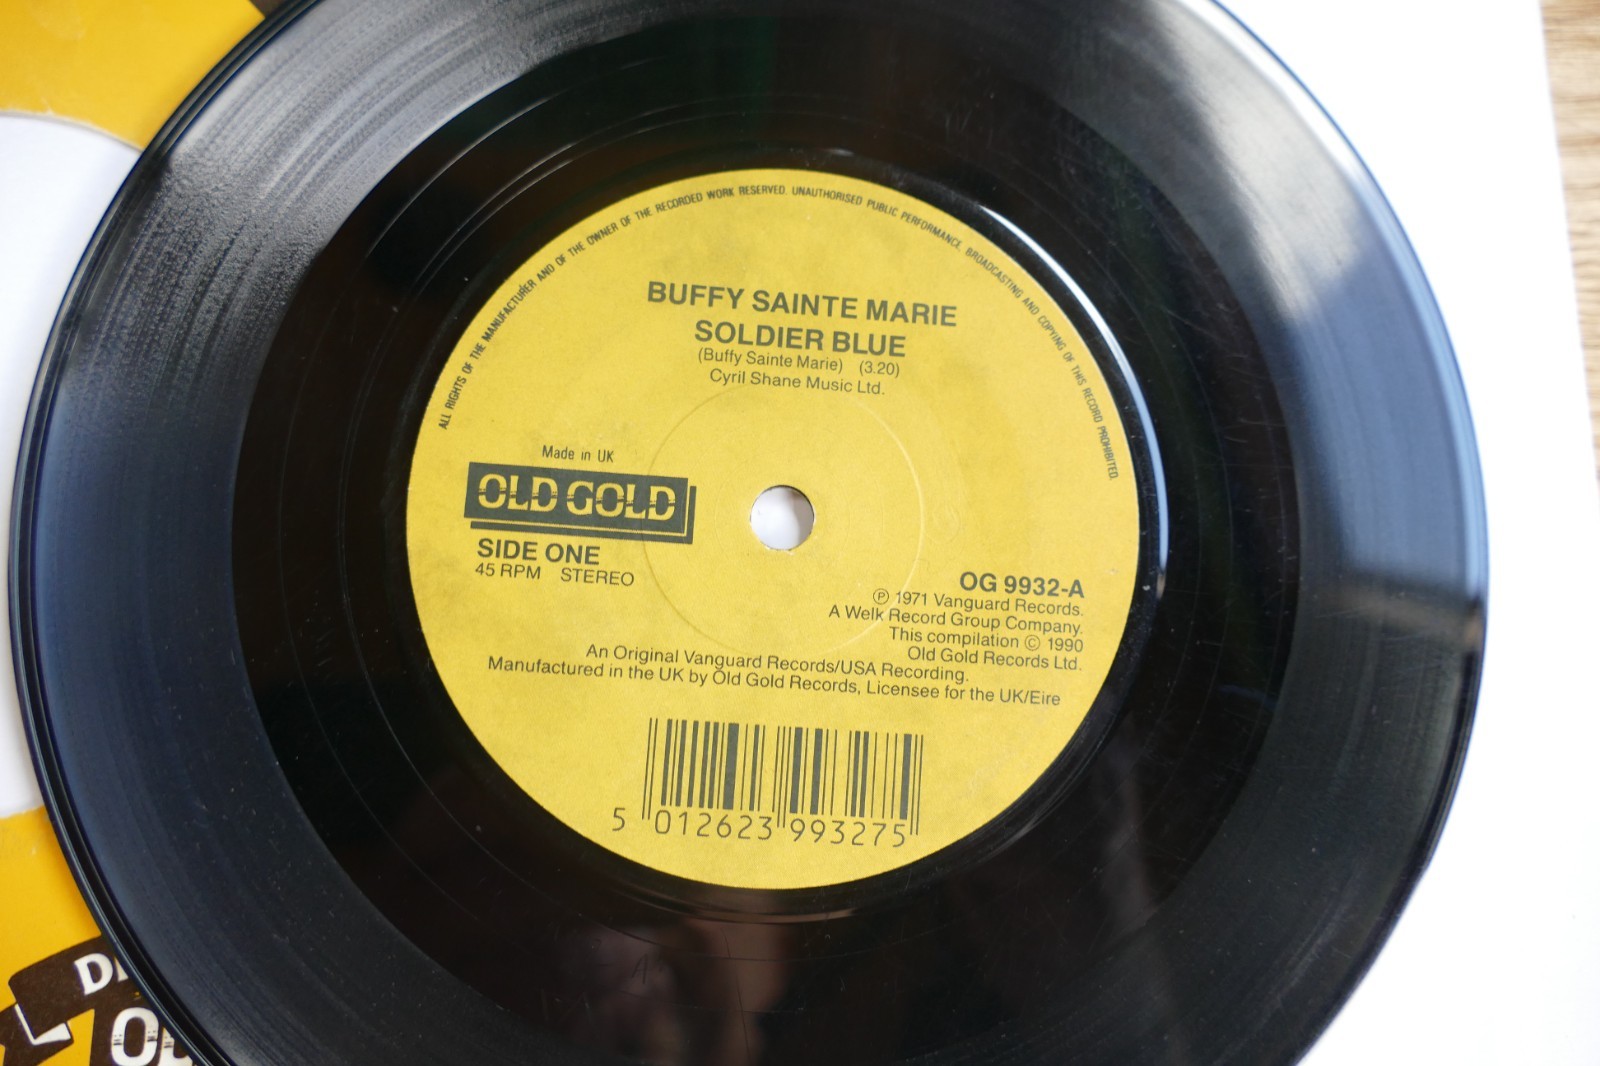 ALL RIGHTS OF THE MANUFACTURER AND OF THE OWNER OF THE RECORDED WORK RESERVED. UNAUTHORISED PUBLIC PERFORMANCE, BROADCASTING AND COPYING OF THIS RECORD PROHIBITED.
BUFFY SAINTE MARIE
SOLDIER BLUE
(Buffy Sainte Marie) (3.20)
Cyril Shane Music Ltd.
Made in UK
OLD GOLD
SIDE ONE
45 RPM STEREO
OG 9932-A
℗ 1971 Vanguard Records.
A Welk Record Group Company.
This compilation © 1990
Old Gold Records Ltd.
An Original Vanguard Records/USA Recording.
Manufactured in the UK by Old Gold Records, Licensee for the UK/Eire
5 012623 993275